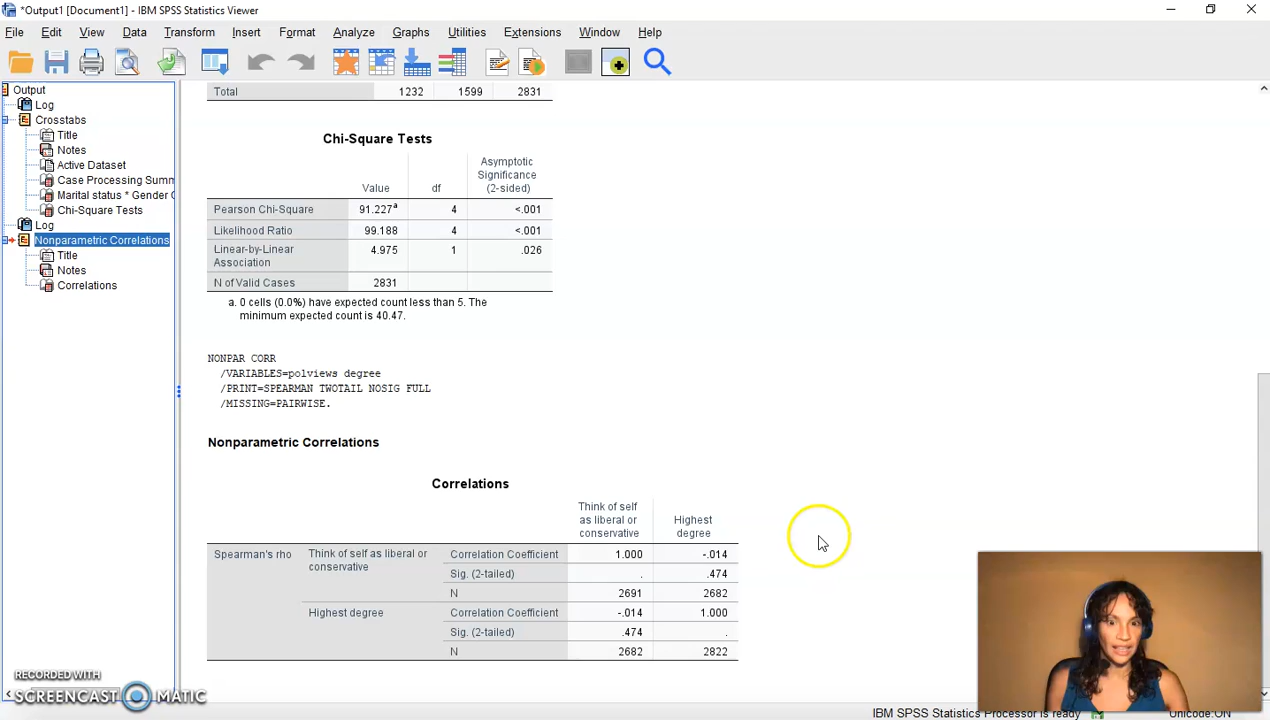 *Output1 [Document1] - IBM SPSS Statistics Viewer
File Edit View Data Transform Insert Format Analyze Graphs Utilities Extensions Window Help
Output
Log
Crosstabs
Title
Notes
Active Dataset
Case Processing Summ
Marital status * Gender C
Chi-Square Tests
Log
Nonparametric Correlations
Title
Notes
Correlations
Total 1232 1599 2831
Chi-Square Tests
Value df Asymptotic Significance (2-sided)
Pearson Chi-Square 91.227a 4 <.001
Likelihood Ratio 99.188 4 <.001
Linear-by-Linear Association 4.975 1 .026
N of Valid Cases 2831
a. 0 cells (0.0%) have expected count less than 5. The
minimum expected count is 40.47.
NONPAR CORR
/VARIABLES=polviews degree
/PRINT=SPEARMAN TWOTAIL NOSIG FULL
/MISSING=PAIRWISE.
Nonparametric Correlations
Correlations
Think of self as liberal or conservative Highest degree
Spearman's rho Think of self as liberal or conservative Correlation Coefficient 1.000 -.014
Sig. (2-tailed) . .474
N 2691 2682
Highest degree Correlation Coefficient -.014 1.000
Sig. (2-tailed) .474 .
N 2682 2822
RECORDED WITH
SCREENCAST MATIC
IBM SPSS Statistics Processor is ready Unicode:ON